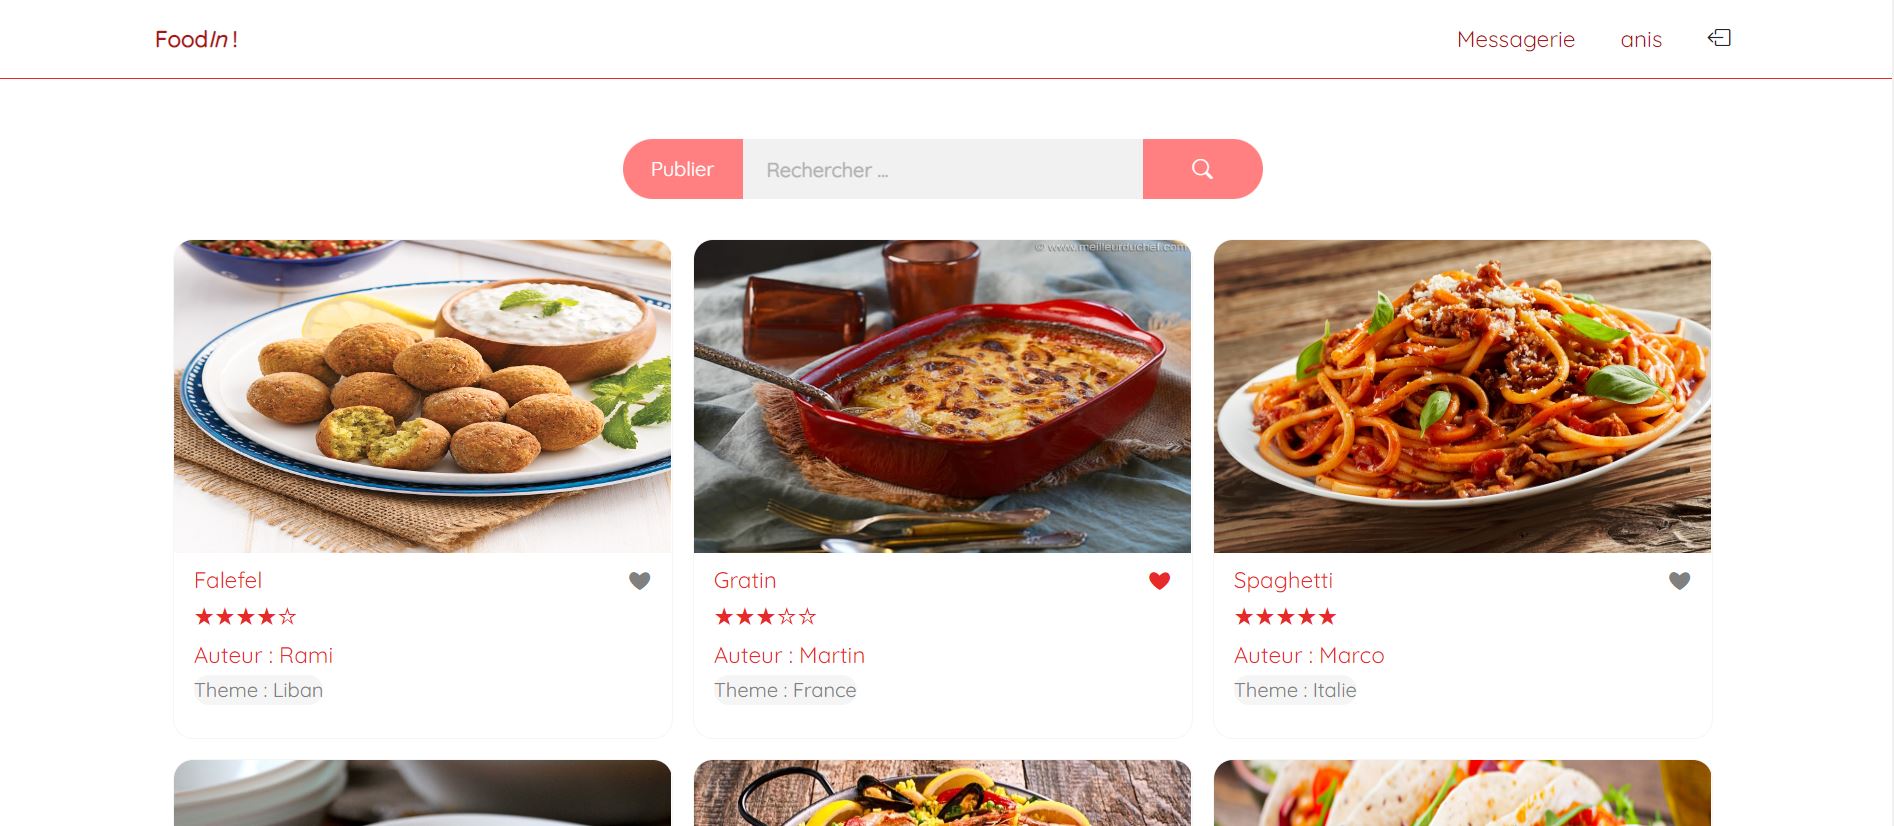 FoodIn !
Messagerie
anis
Publier
Rechercher ...
© www.meilleurduchef.com
Falefel
★★★★☆
Auteur : Rami
Theme : Liban
Gratin
★★★☆☆
Auteur : Martin
Theme : France
Spaghetti
★★★★★
Auteur : Marco
Theme : Italie